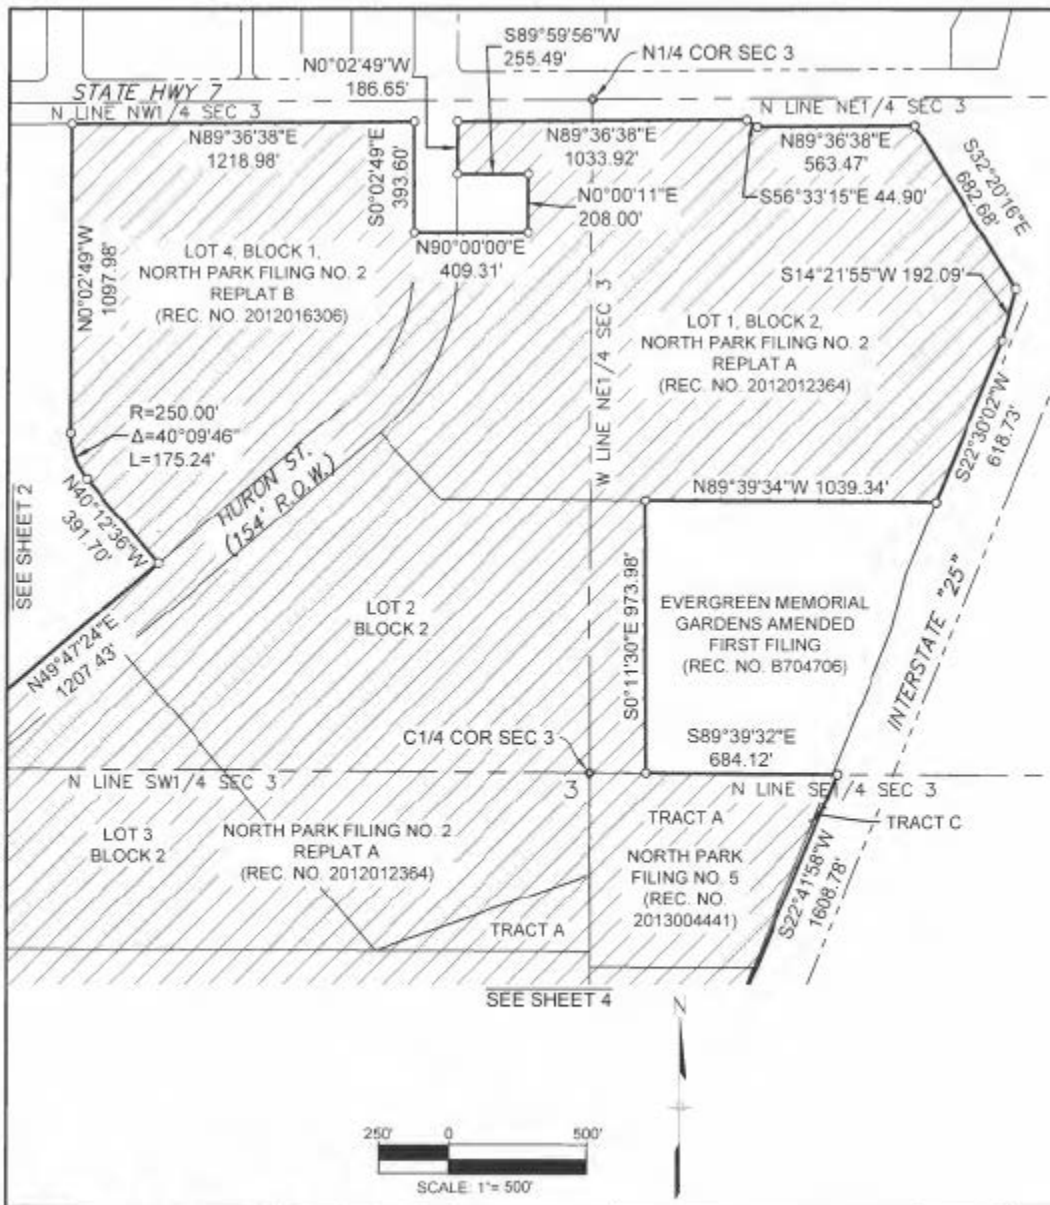 S89°59'56"W
255.49'
N0°02'49"W
186.65'
N1/4 COR SEC 3
STATE HWY 7
N LINE NW1/4 SEC 3
N LINE NE1/4 SEC 3
N89°36'38"E
1218.98'
S0°02'49"E
393.60'
N89°36'38"E
1033.92'
N89°36'38"E
563.47'
S32°20'16"E
682.68'
S56°33'15"E 44.90'
N0°00'11"E
208.00'
N90°00'00"E
409.31'
N0°02'49"W
1097.98'
LOT 4, BLOCK 1,
NORTH PARK FILING NO. 2
REPLAT B
(REC. NO. 2012016306)
S14°21'55"W 192.09'
W LINE NE1/4 SEC 3
LOT 1, BLOCK 2,
NORTH PARK FILING NO. 2
REPLAT A
(REC. NO. 2012012364)
R=250.00'
Δ=40°09'46"
L=175.24'
S22°30'02"W
618.73'
HURON ST.
(154' R.O.W.)
N89°39'34"W 1039.34'
N40°12'36"W
391.70'
SEE SHEET 2
LOT 2
BLOCK 2
S0°11'30"E 973.98'
EVERGREEN MEMORIAL
GARDENS AMENDED
FIRST FILING
(REC. NO. B704706)
INTERSTATE "25"
N49°47'24"E
1207.43'
C1/4 COR SEC 3
S89°39'32"E
684.12'
N LINE SW1/4 SEC 3
3
N LINE SE1/4 SEC 3
LOT 3
BLOCK 2
NORTH PARK FILING NO. 2
REPLAT A
(REC. NO. 2012012364)
TRACT A
TRACT C
NORTH PARK
FILING NO. 5
(REC. NO.
2013004441)
S22°41'58"W
1608.78'
TRACT A
SEE SHEET 4
N
250' 0 500'
SCALE: 1"= 500'